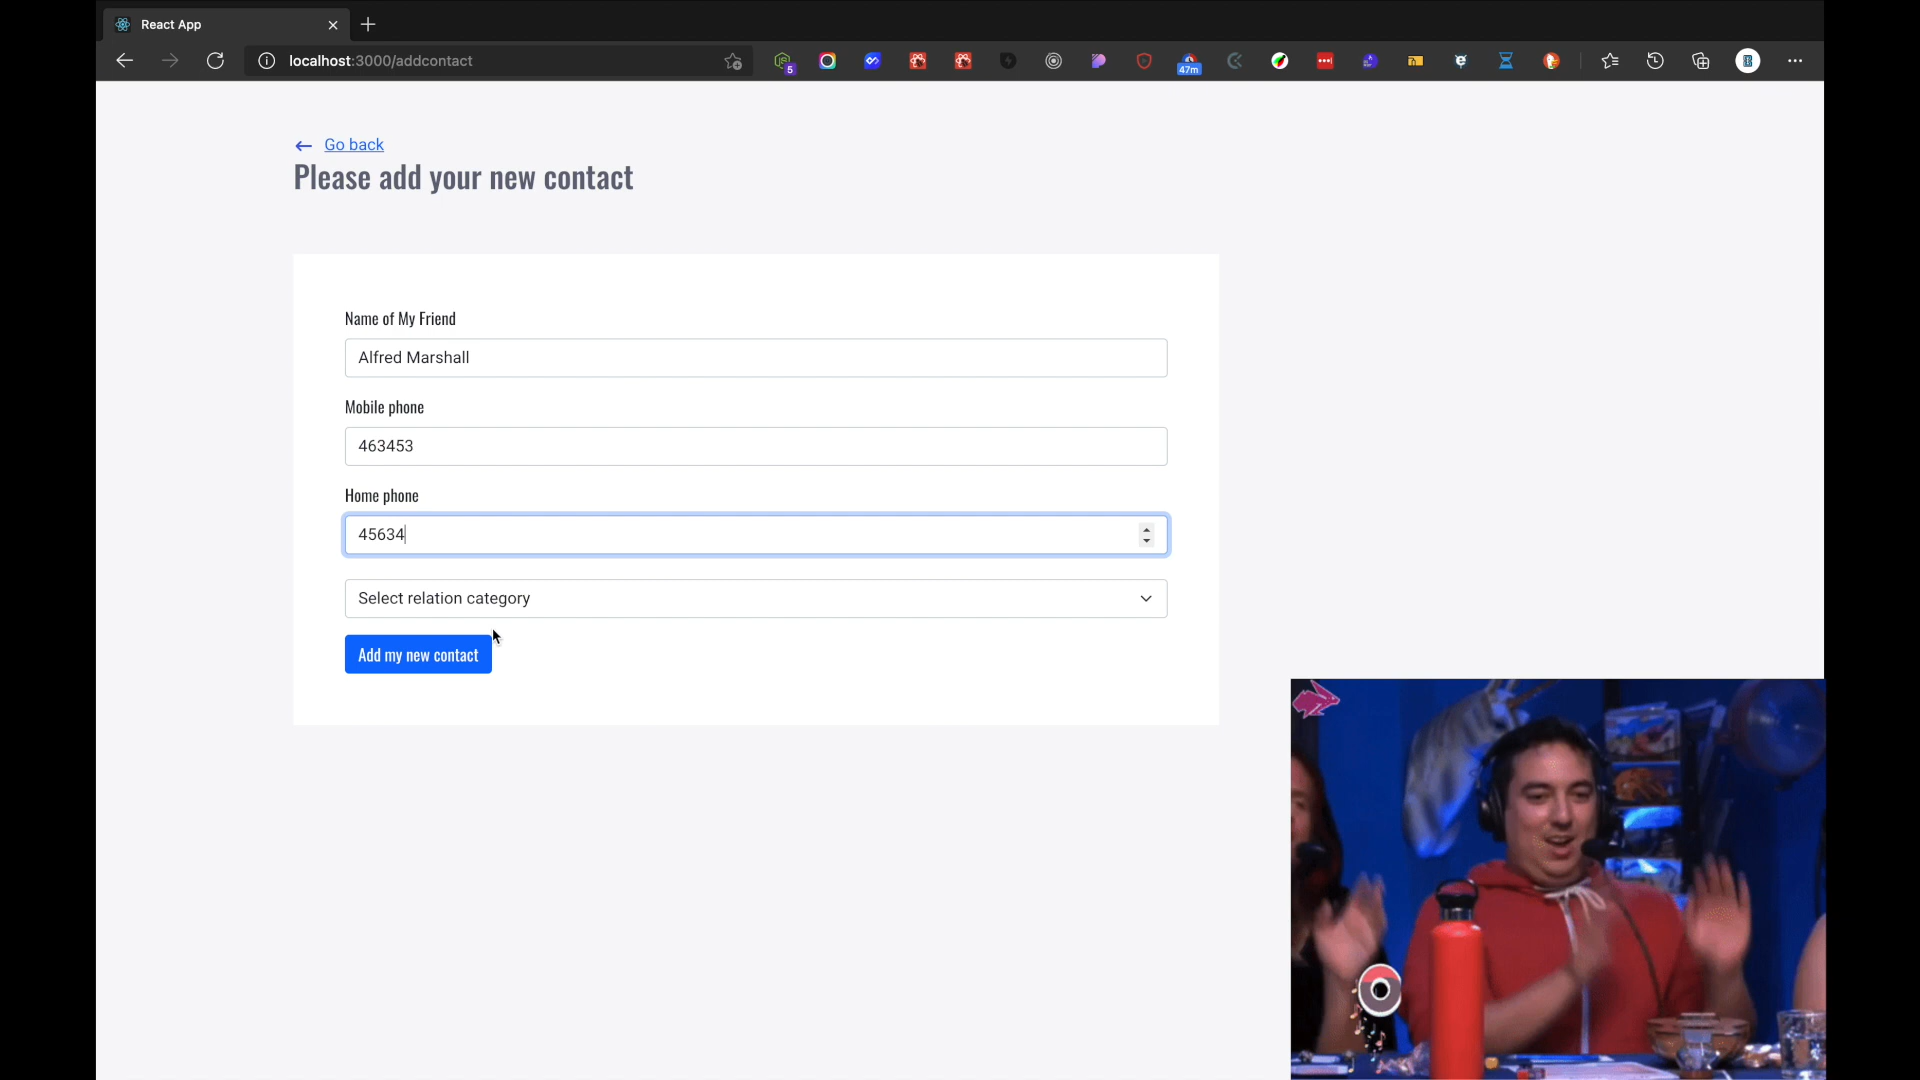 React App
localhost:3000/addcontact
5
47m
Go back
Please add your new contact
Name of My Friend
Alfred Marshall
Mobile phone
463453
Home phone
45634
Select relation category
Add my new contact